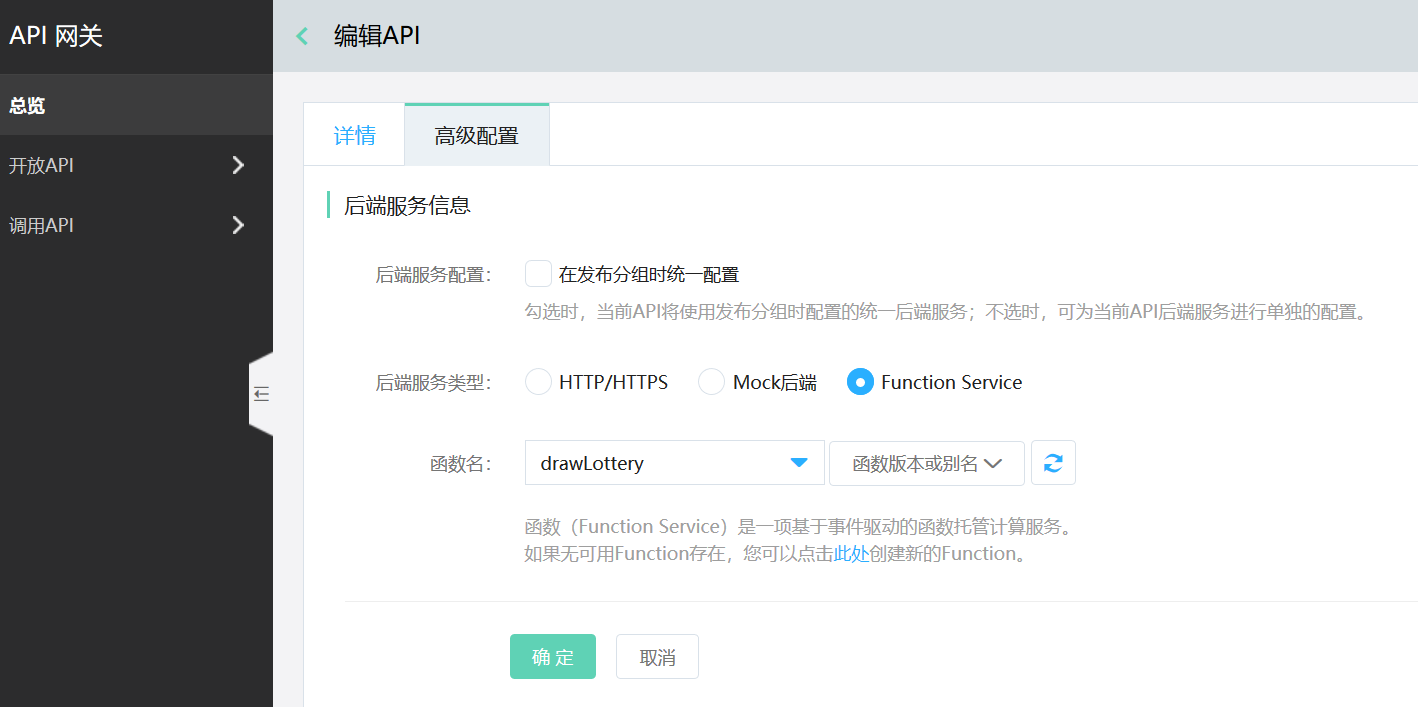 API 网关
总览
开放API
调用API
编辑API
详情 高级配置
后端服务信息
后端服务配置： 在发布分组时统一配置
勾选时，当前API将使用发布分组时配置的统一后端服务；不选时，可为当前API后端服务进行单独的配置。
后端服务类型： HTTP/HTTPS Mock后端 Function Service
函数名： drawLottery 函数版本或别名
函数（Function Service）是一项基于事件驱动的函数托管计算服务。
如果无可用Function存在，您可以点击此处创建新的Function。
确 定 取消